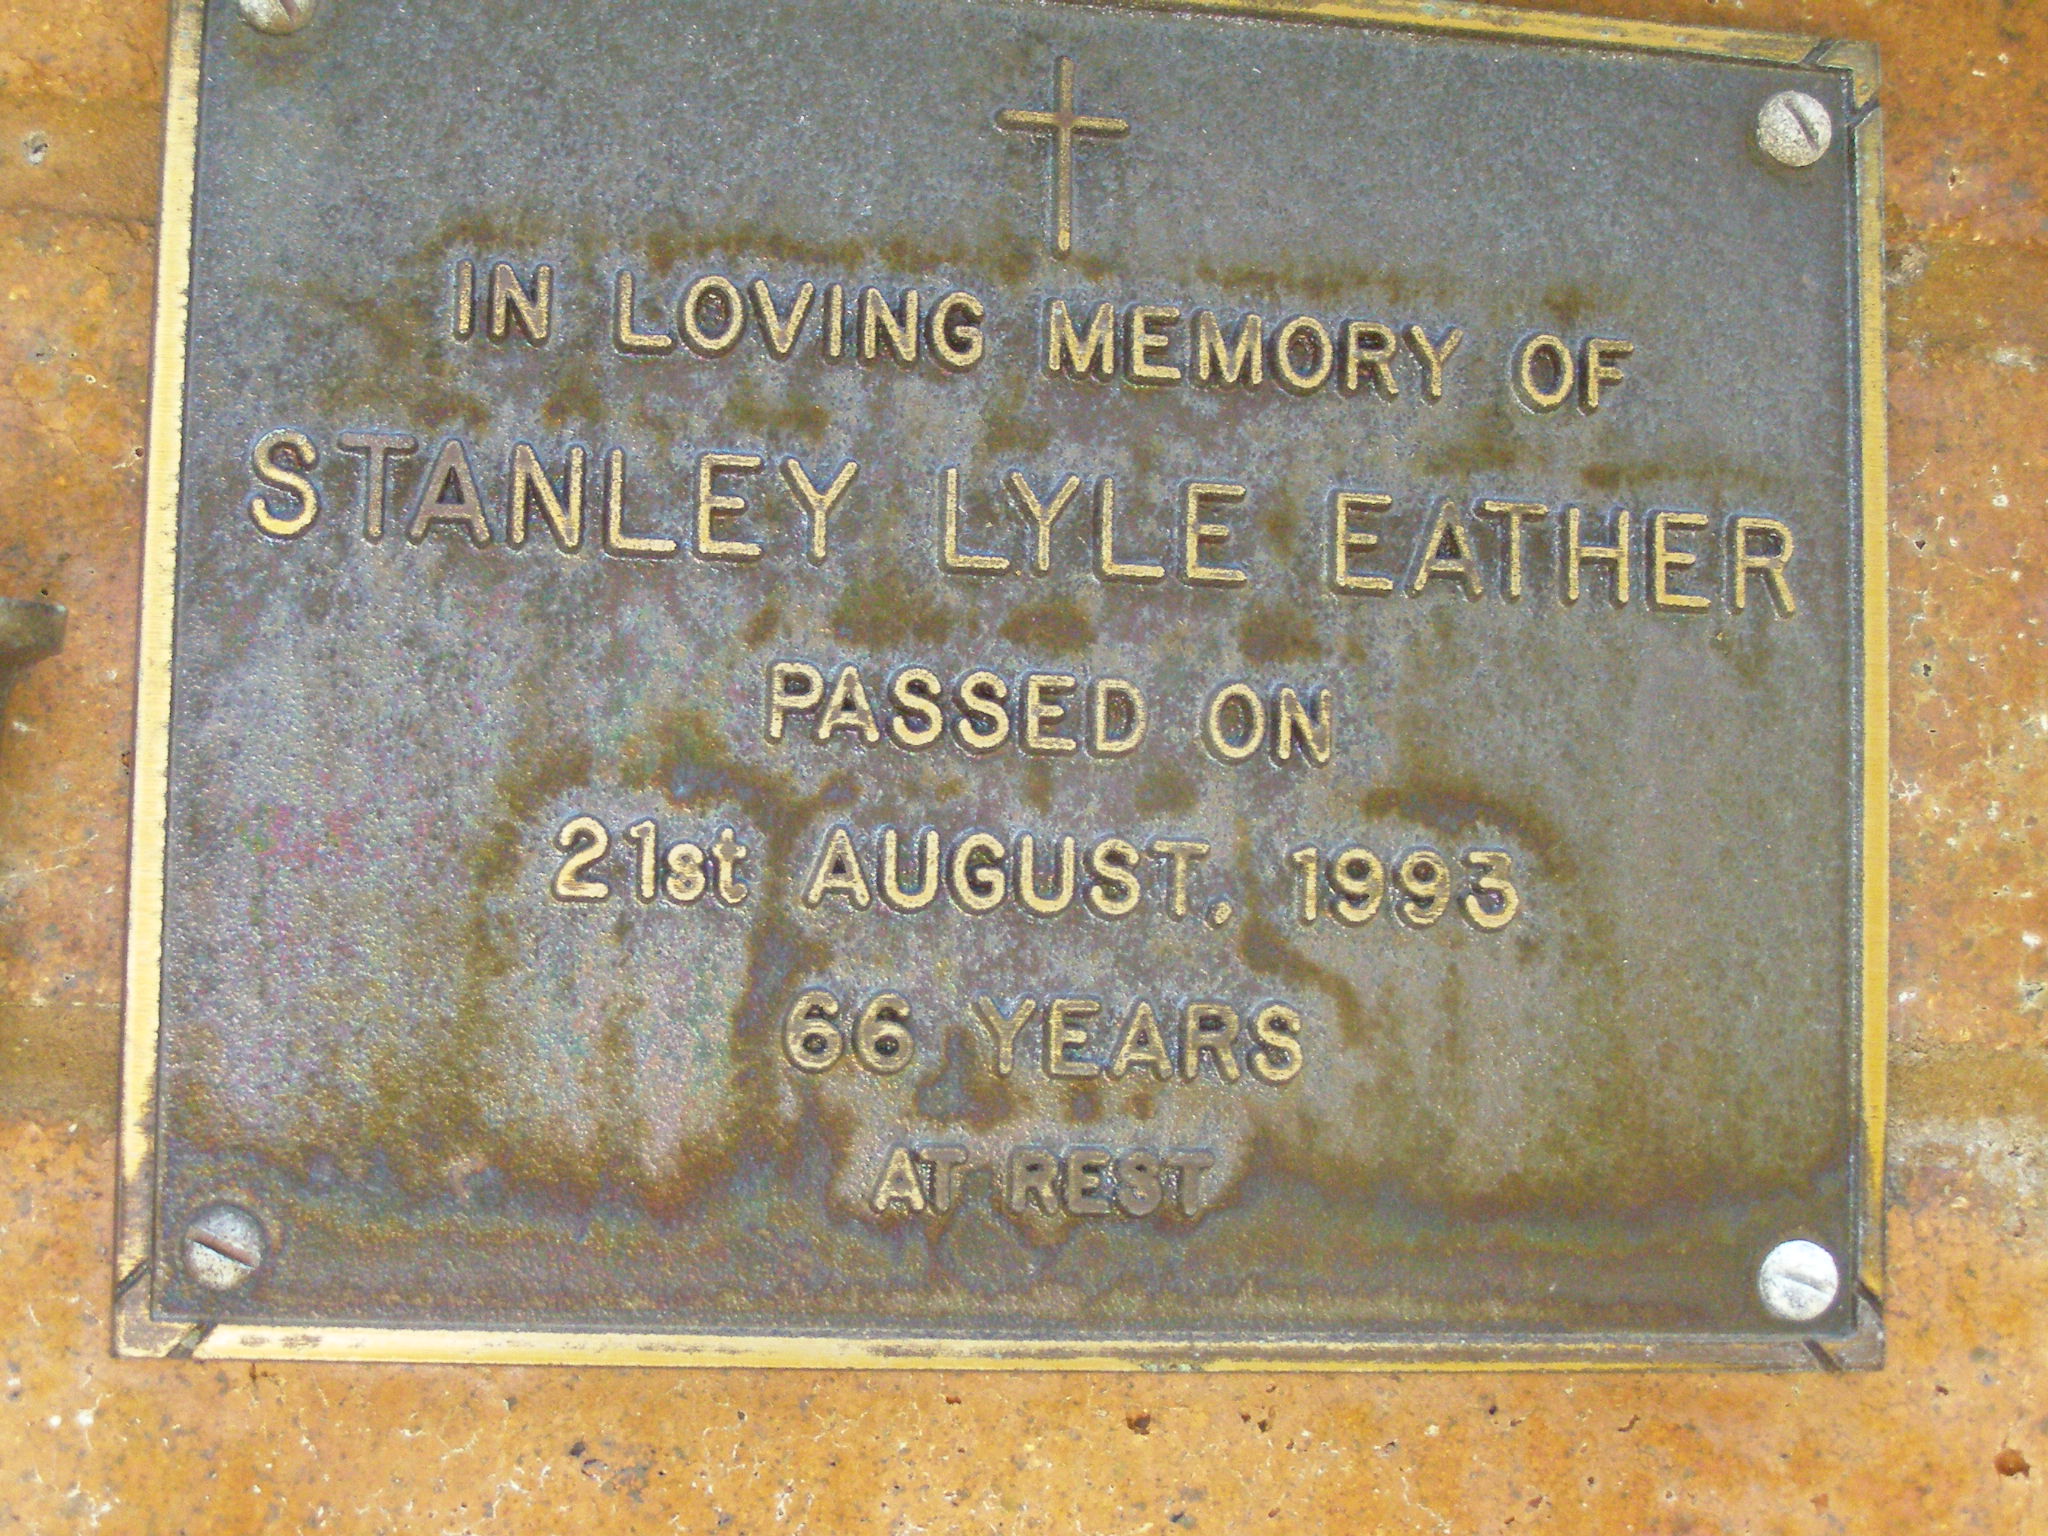 IN LOVING MEMORY OF
STANLEY LYLE EATHER
PASSED ON
21st AUGUST, 1993
66 YEARS
AT REST